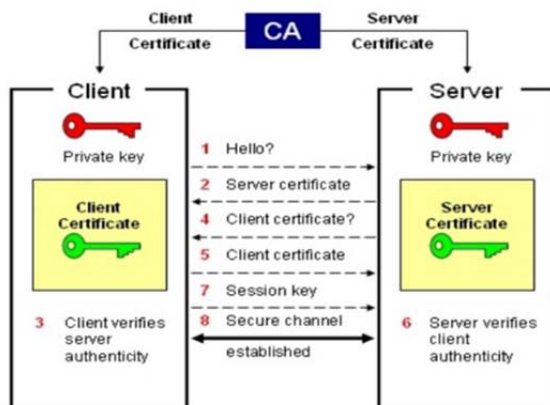 Client
Certificate
CA
Server
Certificate
Client
Private key
Client
Certificate
3 Client verifies
server
authenticity
1 Hello?
2 Server certificate
4 Client certificate?
5 Client certificate
7 Session key
8 Secure channel
established
Server
Private key
Server
Certificate
6 Server verifies
client
authenticity